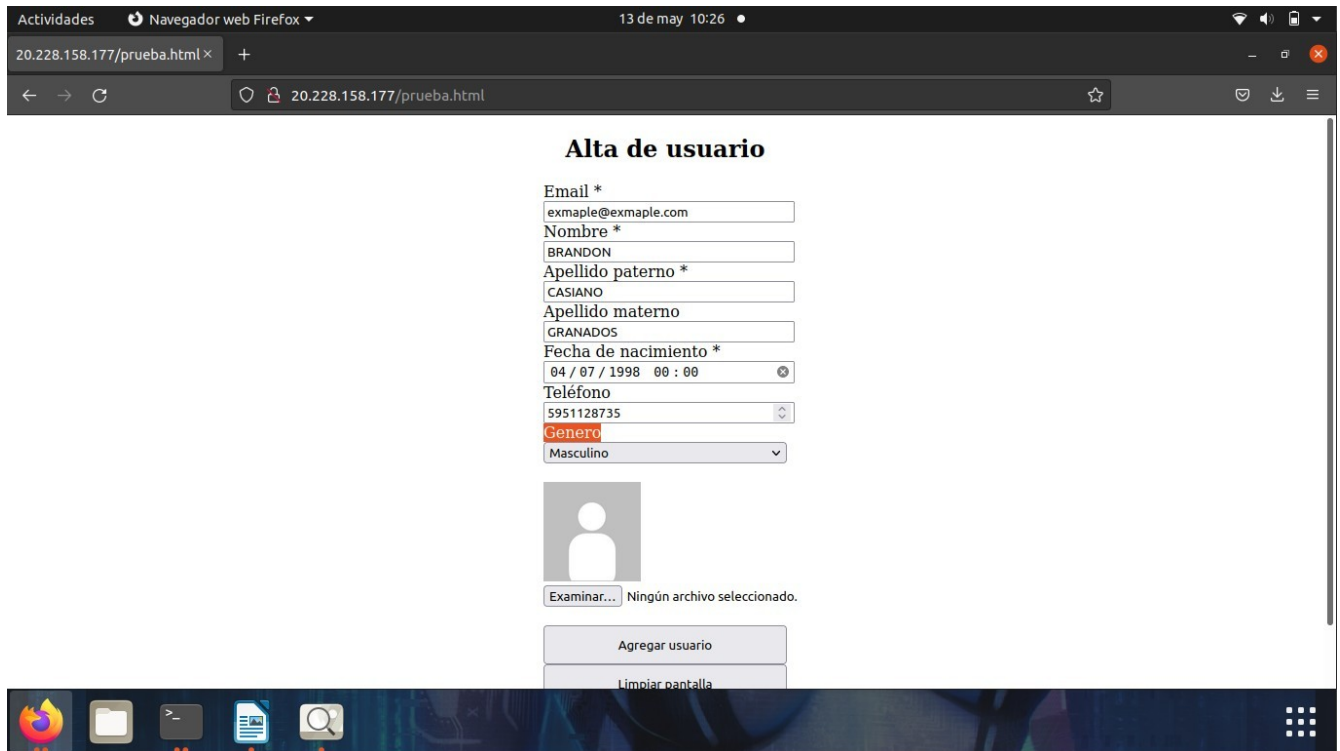 Actividades Navegador web Firefox 13 de may 10:26
20.228.158.177/prueba.html
20.228.158.177/prueba.html
Alta de usuario
Email *
exmaple@exmaple.com
Nombre *
BRANDON
Apellido paterno *
CASIANO
Apellido materno
GRANADOS
Fecha de nacimiento *
04 / 07 / 1998 00 : 00
Teléfono
5951128735
Genero
Masculino
Examinar... Ningún archivo seleccionado.
Agregar usuario
Limpiar pantalla